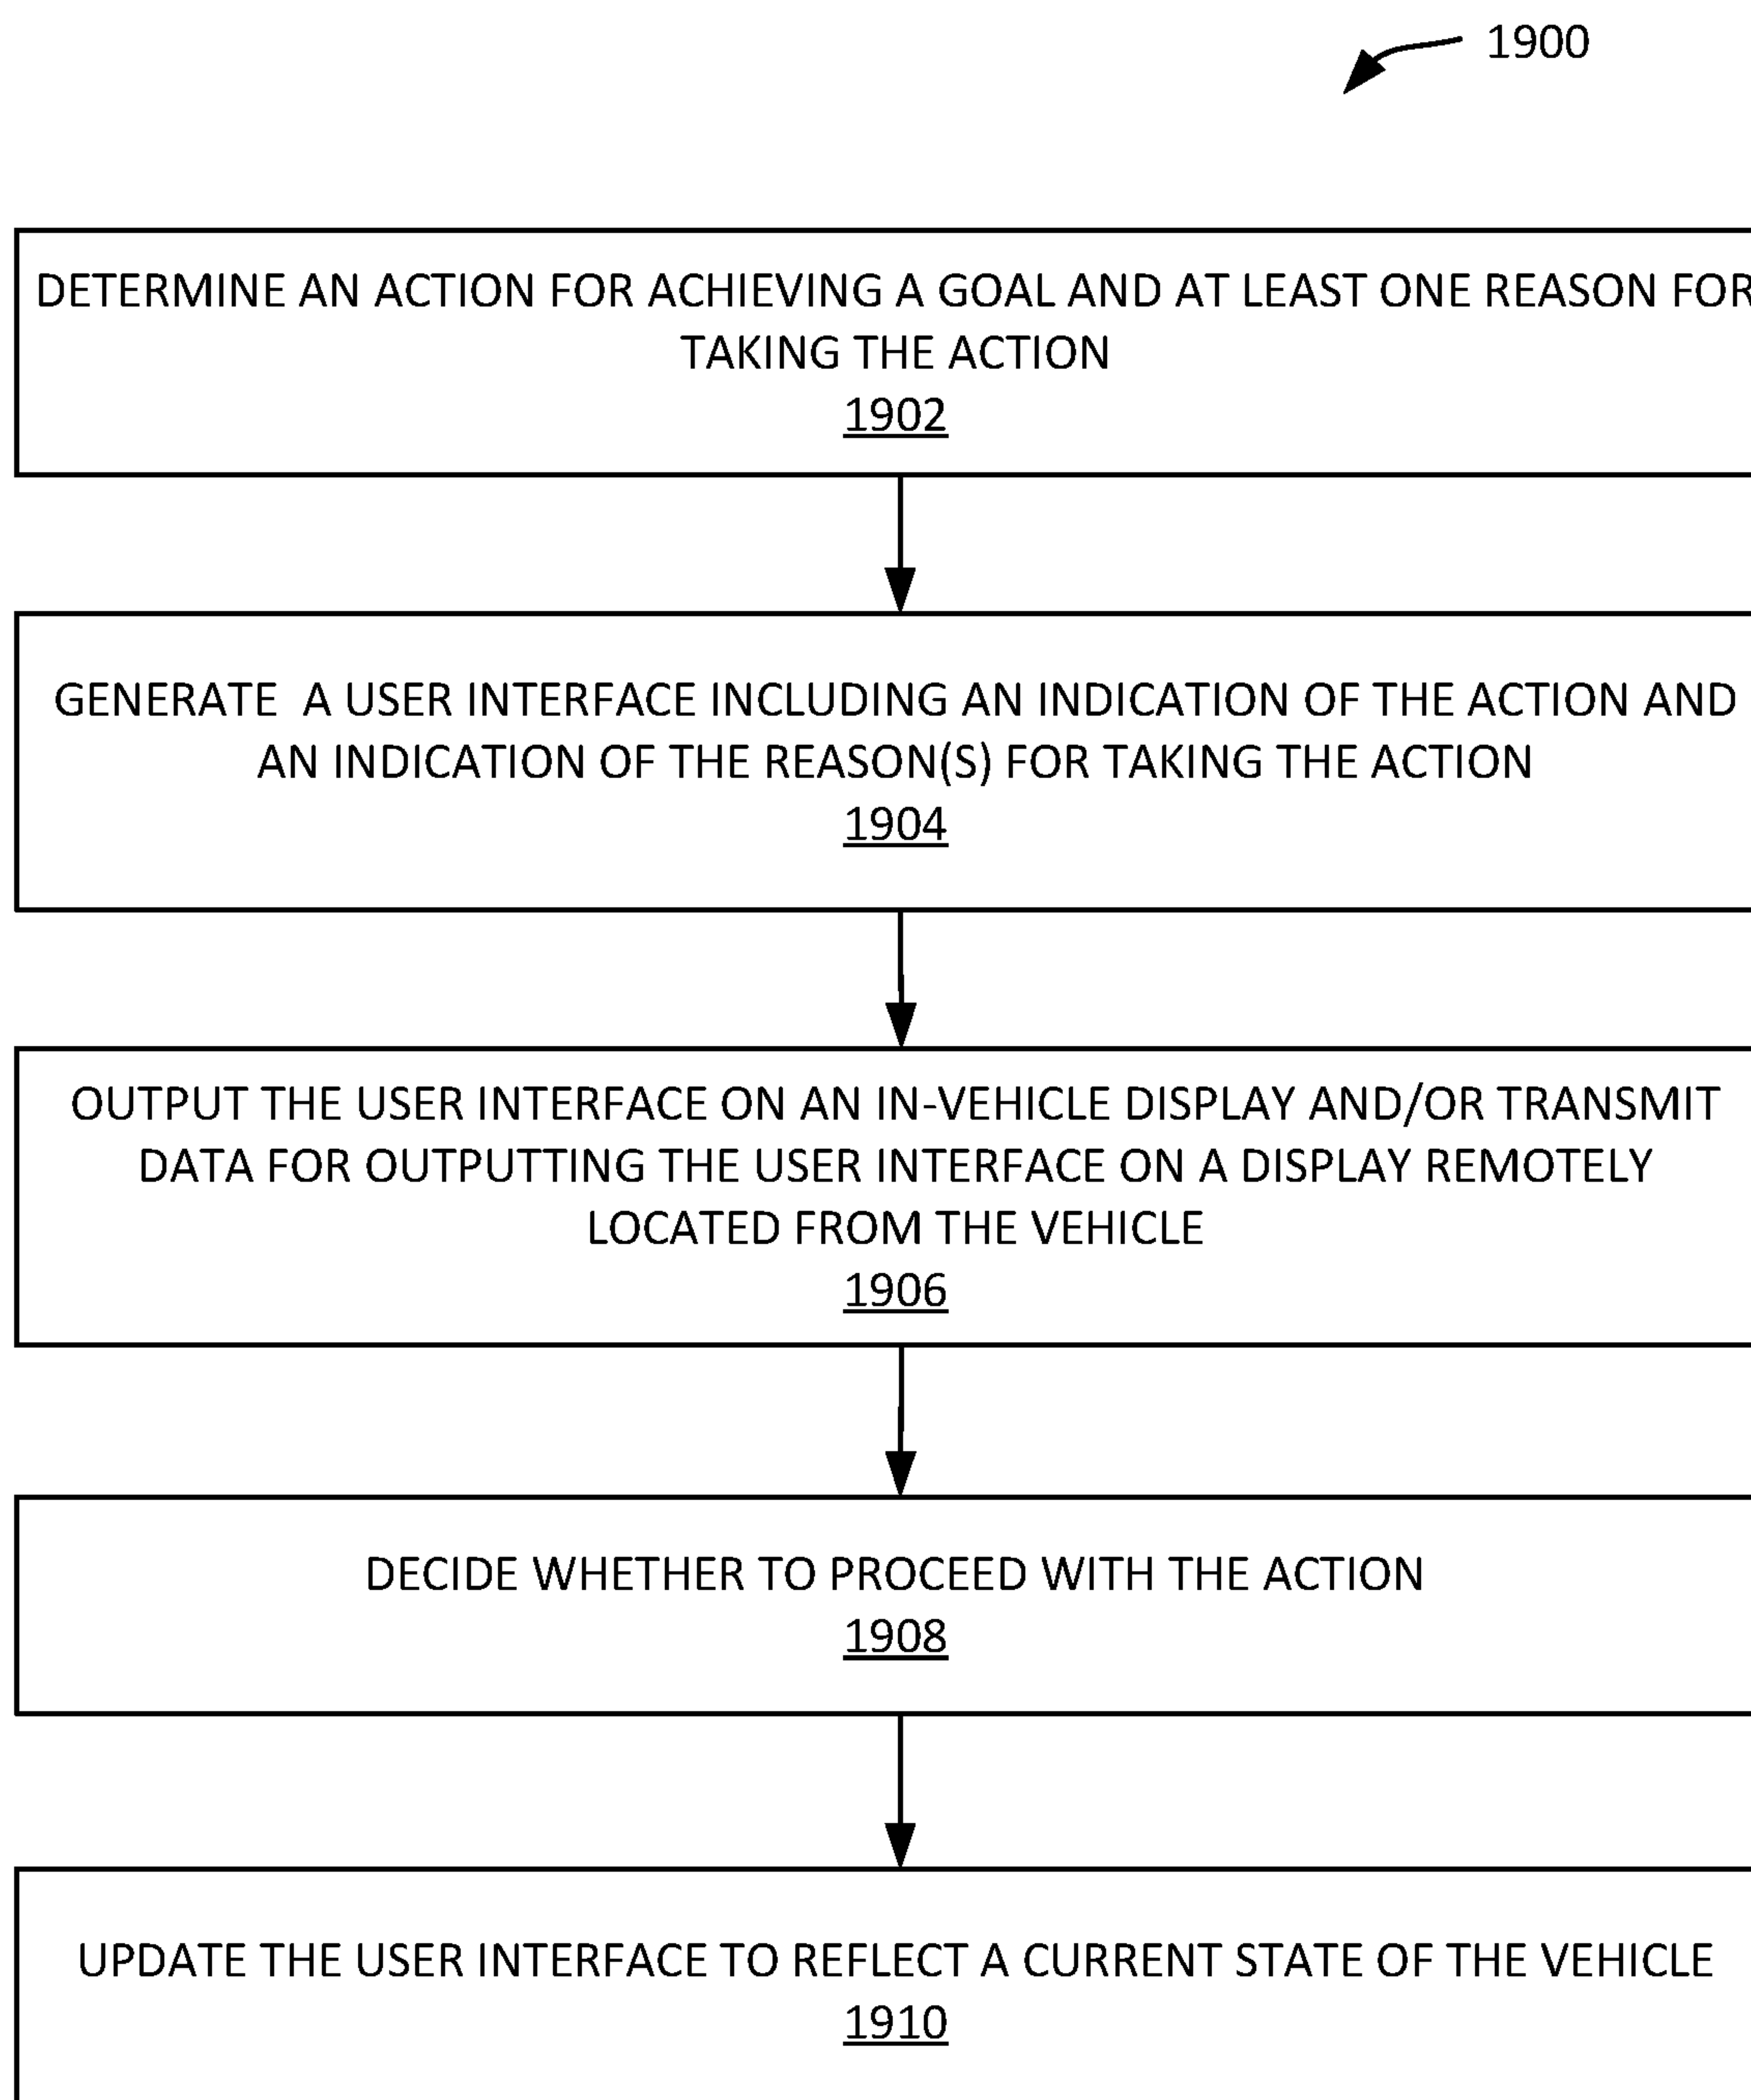 1900
DETERMINE AN ACTION FOR ACHIEVING A GOAL AND AT LEAST ONE REASON FOR
TAKING THE ACTION
1902
GENERATE A USER INTERFACE INCLUDING AN INDICATION OF THE ACTION AND
AN INDICATION OF THE REASON(S) FOR TAKING THE ACTION
1904
OUTPUT THE USER INTERFACE ON AN IN-VEHICLE DISPLAY AND/OR TRANSMIT
DATA FOR OUTPUTTING THE USER INTERFACE ON A DISPLAY REMOTELY
LOCATED FROM THE VEHICLE
1906
DECIDE WHETHER TO PROCEED WITH THE ACTION
1908
UPDATE THE USER INTERFACE TO REFLECT A CURRENT STATE OF THE VEHICLE
1910